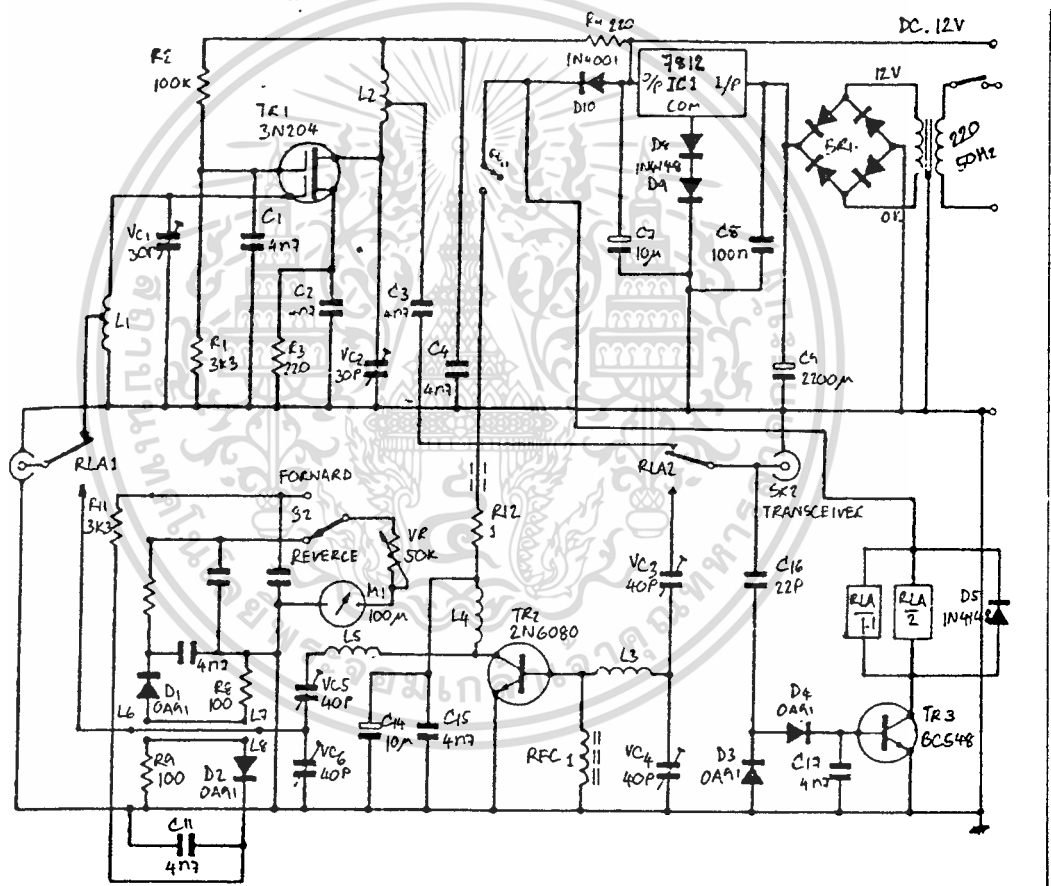 R4 220
DC. 12V
R2
100K
L2
1N4001
D10
7812
O/P IC1 I/P
COM
12V
TR1
3N204
D8
1N4148
D9
SR1.
220
50Hz
0V
VC1
30P
C1
4n7
C7
10µ
C8
100n
L1
C2
4n7
C3
4n7
R1
3K3
R3
220
VC2
30P
C4
4n7
2200µ
RLA1
FORWARD
S2
REVERCE
R11
3K3
VR
50K
M1
100µ
R12
1
RLA2
SK2
TRANSCEIVER
VC3
40P
C16
22P
L4
TR2
2N6080
L5
L3
RLA
1.1
RLA
2
D5
1N4148
4n7
D1
OA91
R8
100
VC5
40P
L6
L7
C14
10µ
C15
4n7
RFC1
VC4
40P
D4
OA91
TR3
BC548
L8
R9
100
D2
OA91
VC6
40P
D3
OA91
C17
4n7
C11
4n7